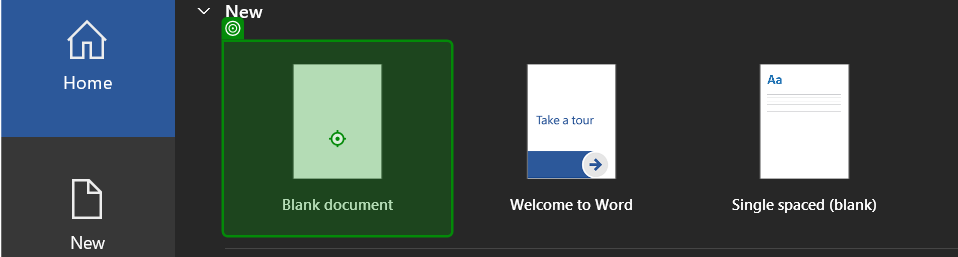 New
Home
Take a tour
Aa
Blank document
Welcome to Word
Single spaced (blank)
New